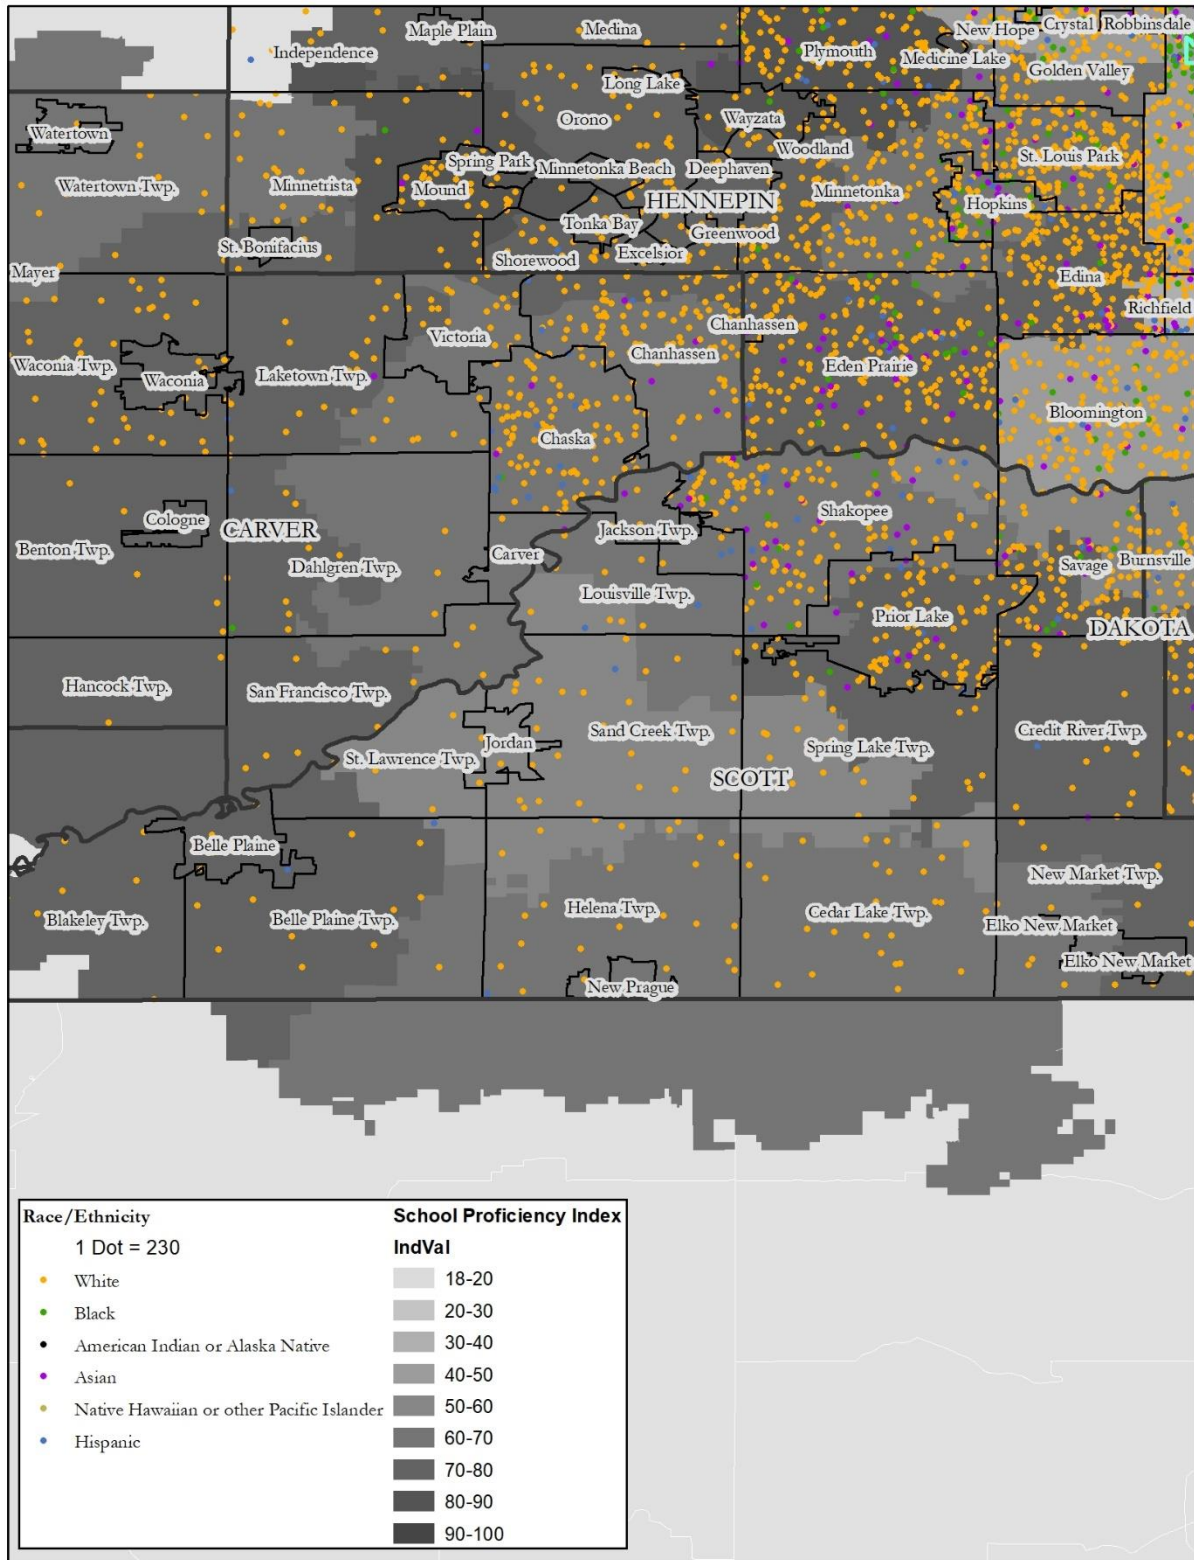 Maple Plain
Medina
New Hope
Crystal
Robbinsdale
Independence
Plymouth
Medicine Lake
Golden Valley
Long Lake
Watertown
Orono
Wayzata
Woodland
St. Louis Park
Watertown Twp.
Minnetrista
Spring Park
Mound
Minnetonka Beach
Deephaven
Minnetonka
Hopkins
HENNEPIN
Tonka Bay
Greenwood
St. Bonifacius
Shorewood
Excelsior
Edina
Mayer
Richfield
Victoria
Chanhassen
Chanhassen
Waconia Twp.
Waconia
Laketown Twp.
Eden Prairie
Bloomington
Chaska
Cologne
CARVER
Jackson Twp.
Shakopee
Benton Twp.
Dahlgren Twp.
Carver
Louisville Twp.
Savage
Burnsville
Prior Lake
DAKOTA
Hancock Twp.
San Francisco Twp.
St. Lawrence Twp.
Jordan
Sand Creek Twp.
Spring Lake Twp.
Credit River Twp.
SCOTT
Belle Plaine
New Market Twp.
Blakeley Twp.
Belle Plaine Twp.
Helena Twp.
Cedar Lake Twp.
Elko New Market
Elko New Market
New Prague
Race/Ethnicity
1 Dot = 230
White
Black
American Indian or Alaska Native
Asian
Native Hawaiian or other Pacific Islander
Hispanic
School Proficiency Index
IndVal
18-20
20-30
30-40
40-50
50-60
60-70
70-80
80-90
90-100